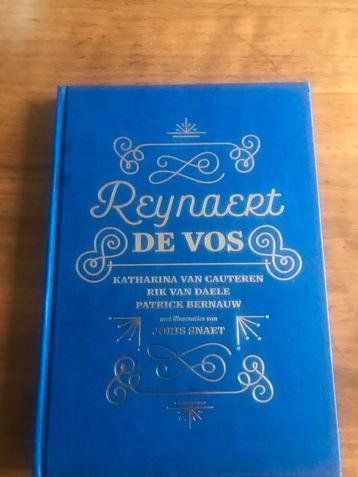 Reynaert
DE VOS
KATHARINA VAN CAUTEREN
RIK VAN DAELE
PATRICK BERNAUW
met illustraties van
JORIS SNAET